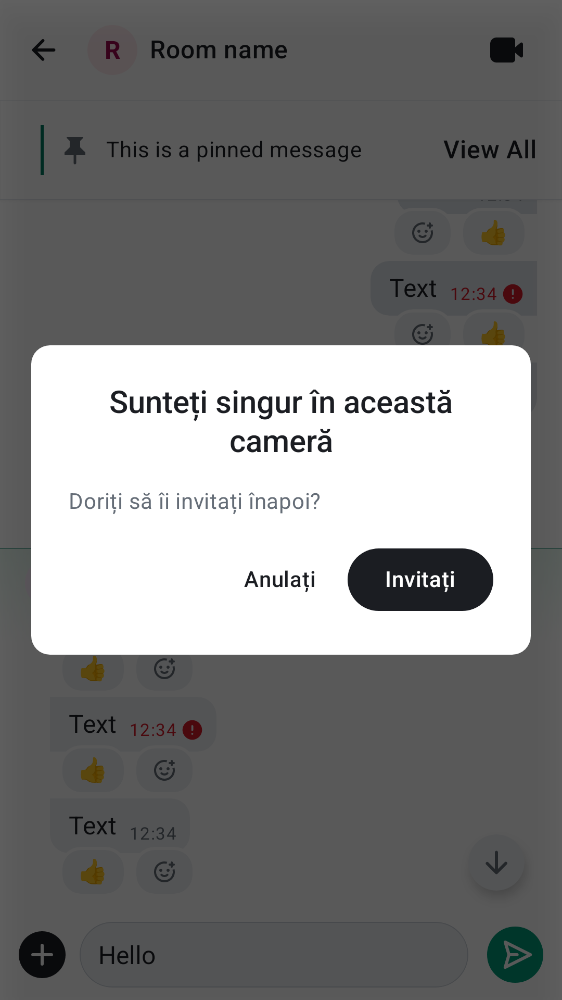 R Room name
This is a pinned message View All
Text 12:34
Sunteți singur în această
cameră
Doriți să îi invitați înapoi?
Anulați Invitați
Text 12:34
Text 12:34
Hello